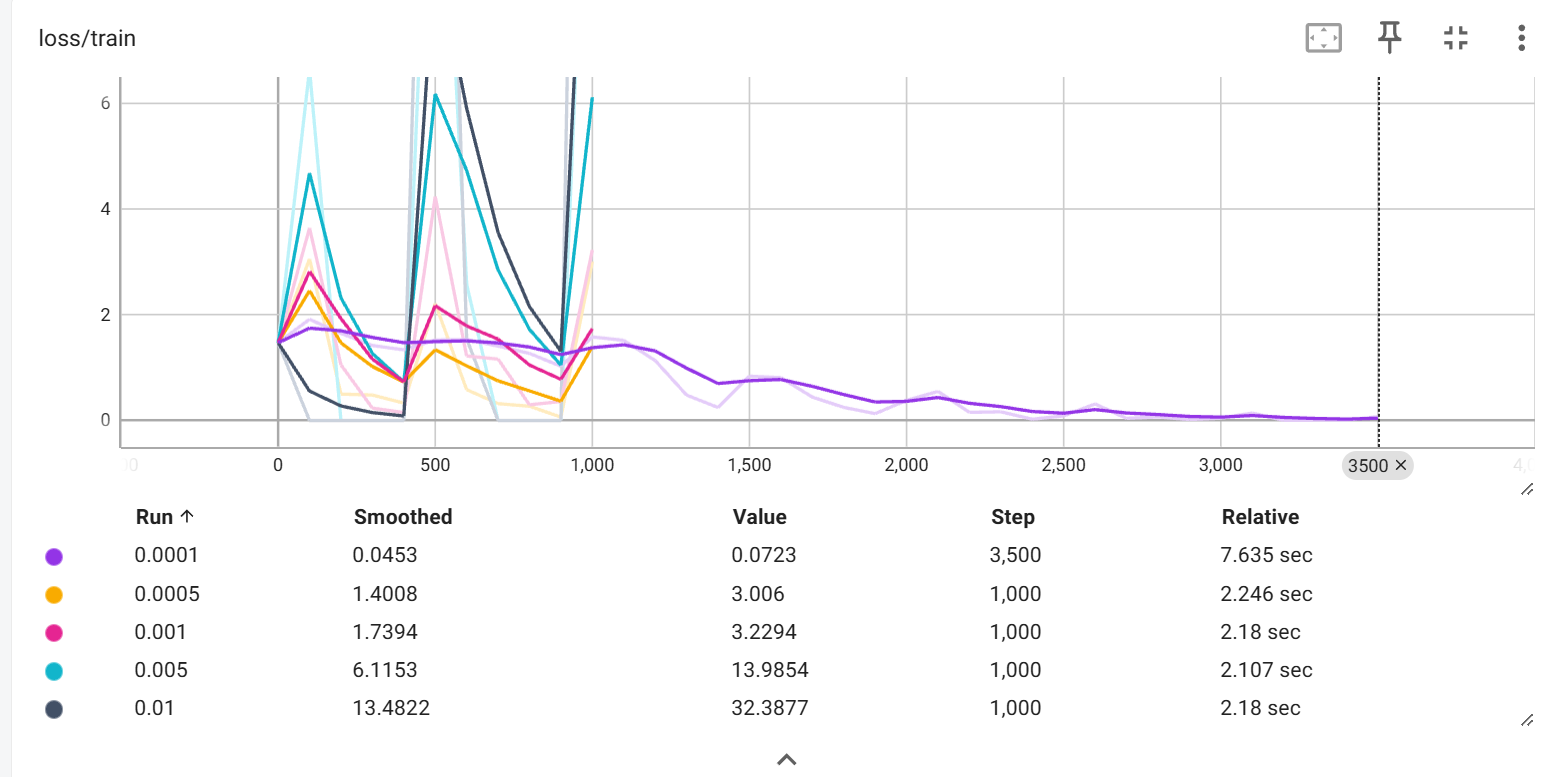 loss/train
6
4
2
0
00 0 500 1,000 1,500 2,000 2,500 3,000 3500 × 4,0
Run ↑ Smoothed Value Step Relative
0.0001 0.0453 0.0723 3,500 7.635 sec
0.0005 1.4008 3.006 1,000 2.246 sec
0.001 1.7394 3.2294 1,000 2.18 sec
0.005 6.1153 13.9854 1,000 2.107 sec
0.01 13.4822 32.3877 1,000 2.18 sec